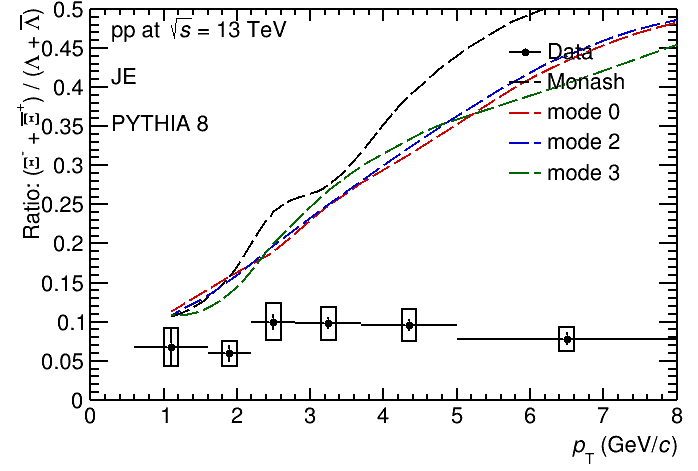 Ratio: (Ξ⁻ + Ξ̅⁺) / (Λ + Λ̅)
0.5
0.45
0.4
0.35
0.3
0.25
0.2
0.15
0.1
0.05
0
pp at √s = 13 TeV
JE
PYTHIA 8
Data
Monash
mode 0
mode 2
mode 3
0 1 2 3 4 5 6 7 8
p_T (GeV/c)